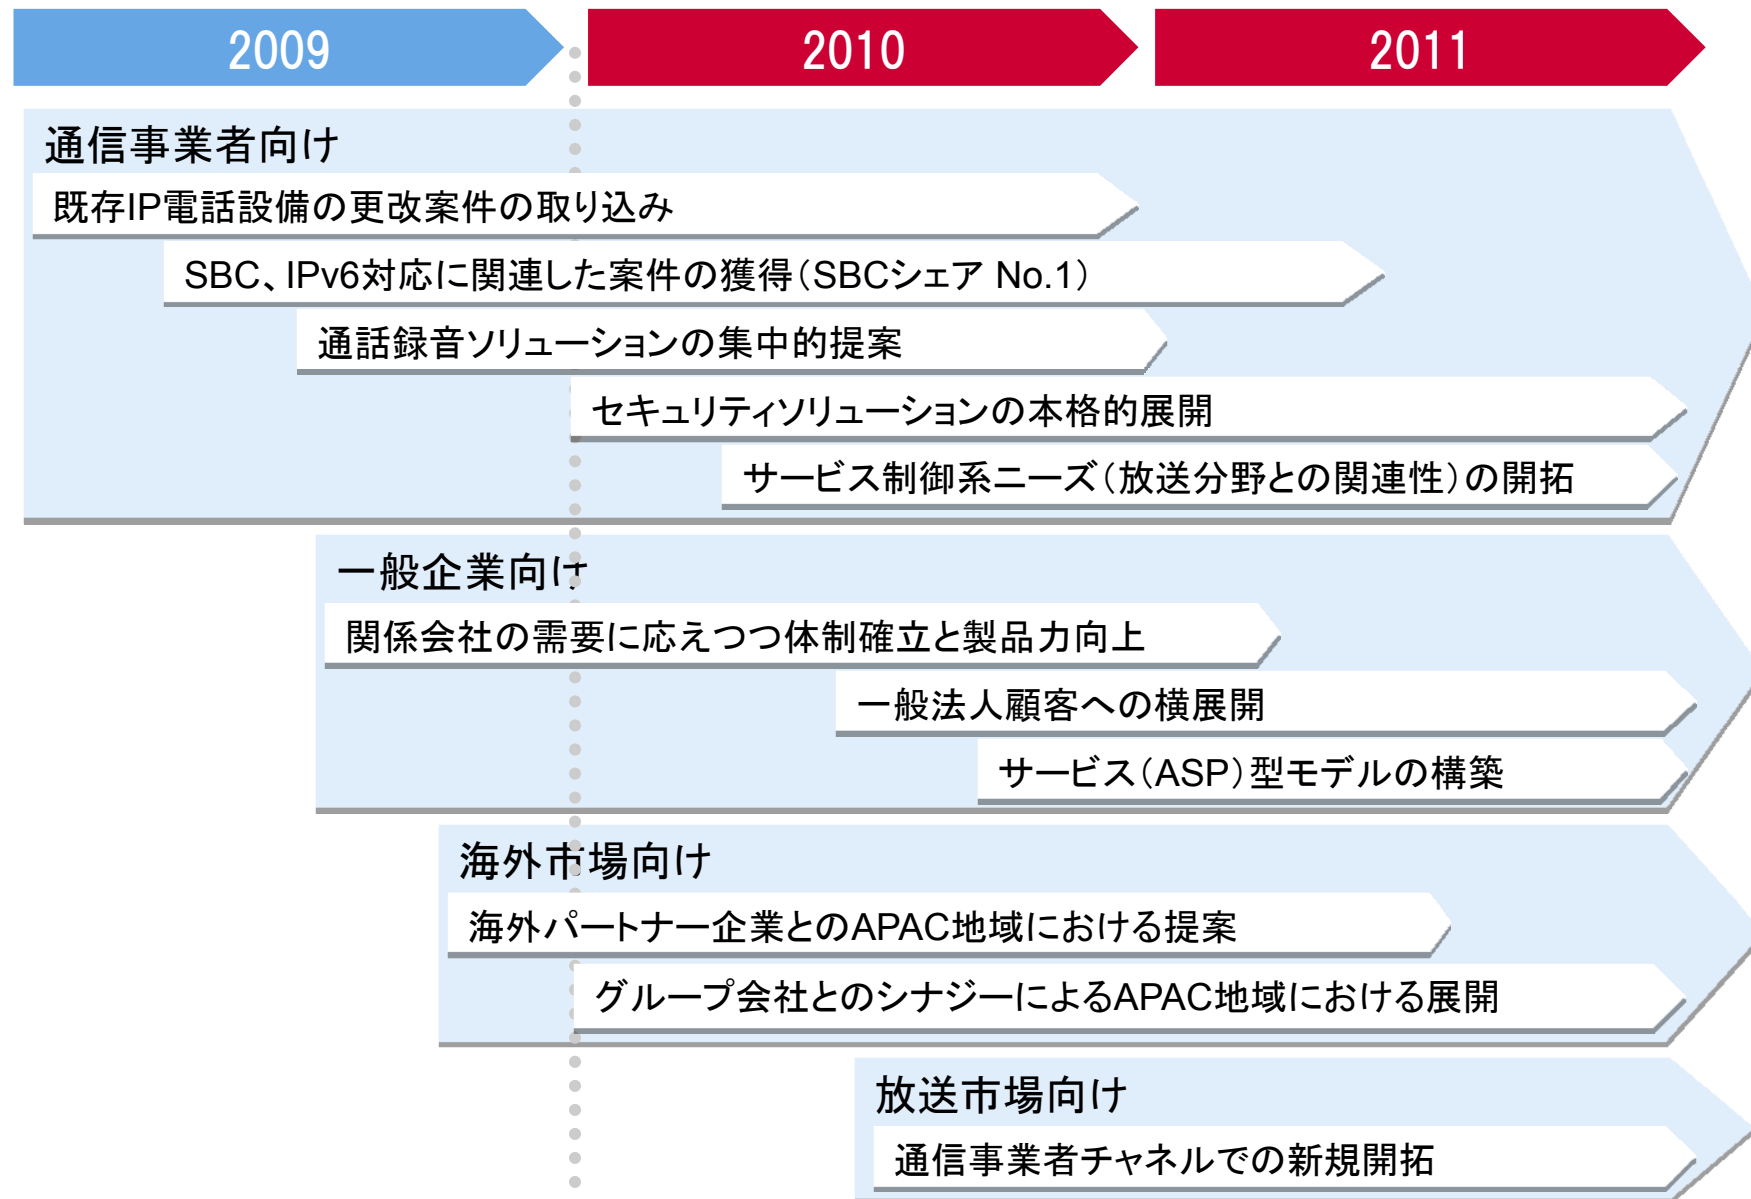 2009
2010
2011
通信事業者向け
既存IP電話設備の更改案件の取り込み
SBC、IPv6対応に関連した案件の獲得（SBCシェア No.1）
通話録音ソリューションの集中的提案
セキュリティソリューションの本格的展開
サービス制御系ニーズ（放送分野との関連性）の開拓
一般企業向け
関係会社の需要に応えつつ体制確立と製品力向上
一般法人顧客への横展開
サービス（ASP）型モデルの構築
海外市場向け
海外パートナー企業とのAPAC地域における提案
グループ会社とのシナジーによるAPAC地域における展開
放送市場向け
通信事業者チャネルでの新規開拓